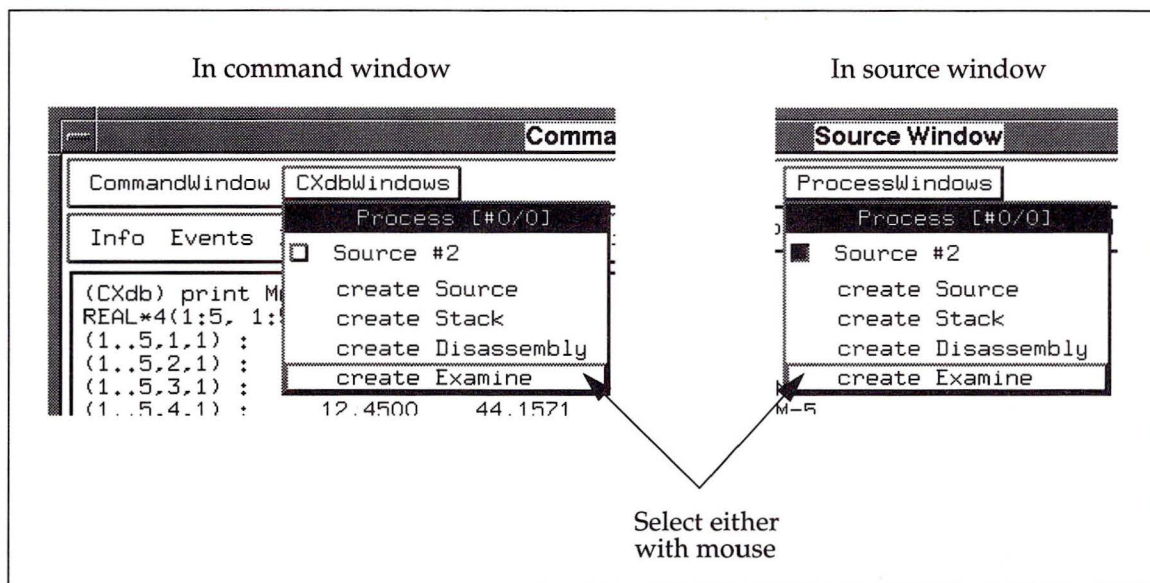 In command window
In source window
Comma
CommandWindow CXdbWindows
Process [#0/0]
Info Events
Source #2
(CXdb) print M
create Source
REAL*4(1:5, 1:
create Stack
(1..5,1,1) :
(1..5,2,1) :
create Disassembly
(1..5,3,1) :
create Examine
(1..5,4,1) : 12.4500 44.1571
Source Window
ProcessWindows
Process [#0/0]
Source #2
create Source
create Stack
create Disassembly
create Examine
M-5
Select either
with mouse